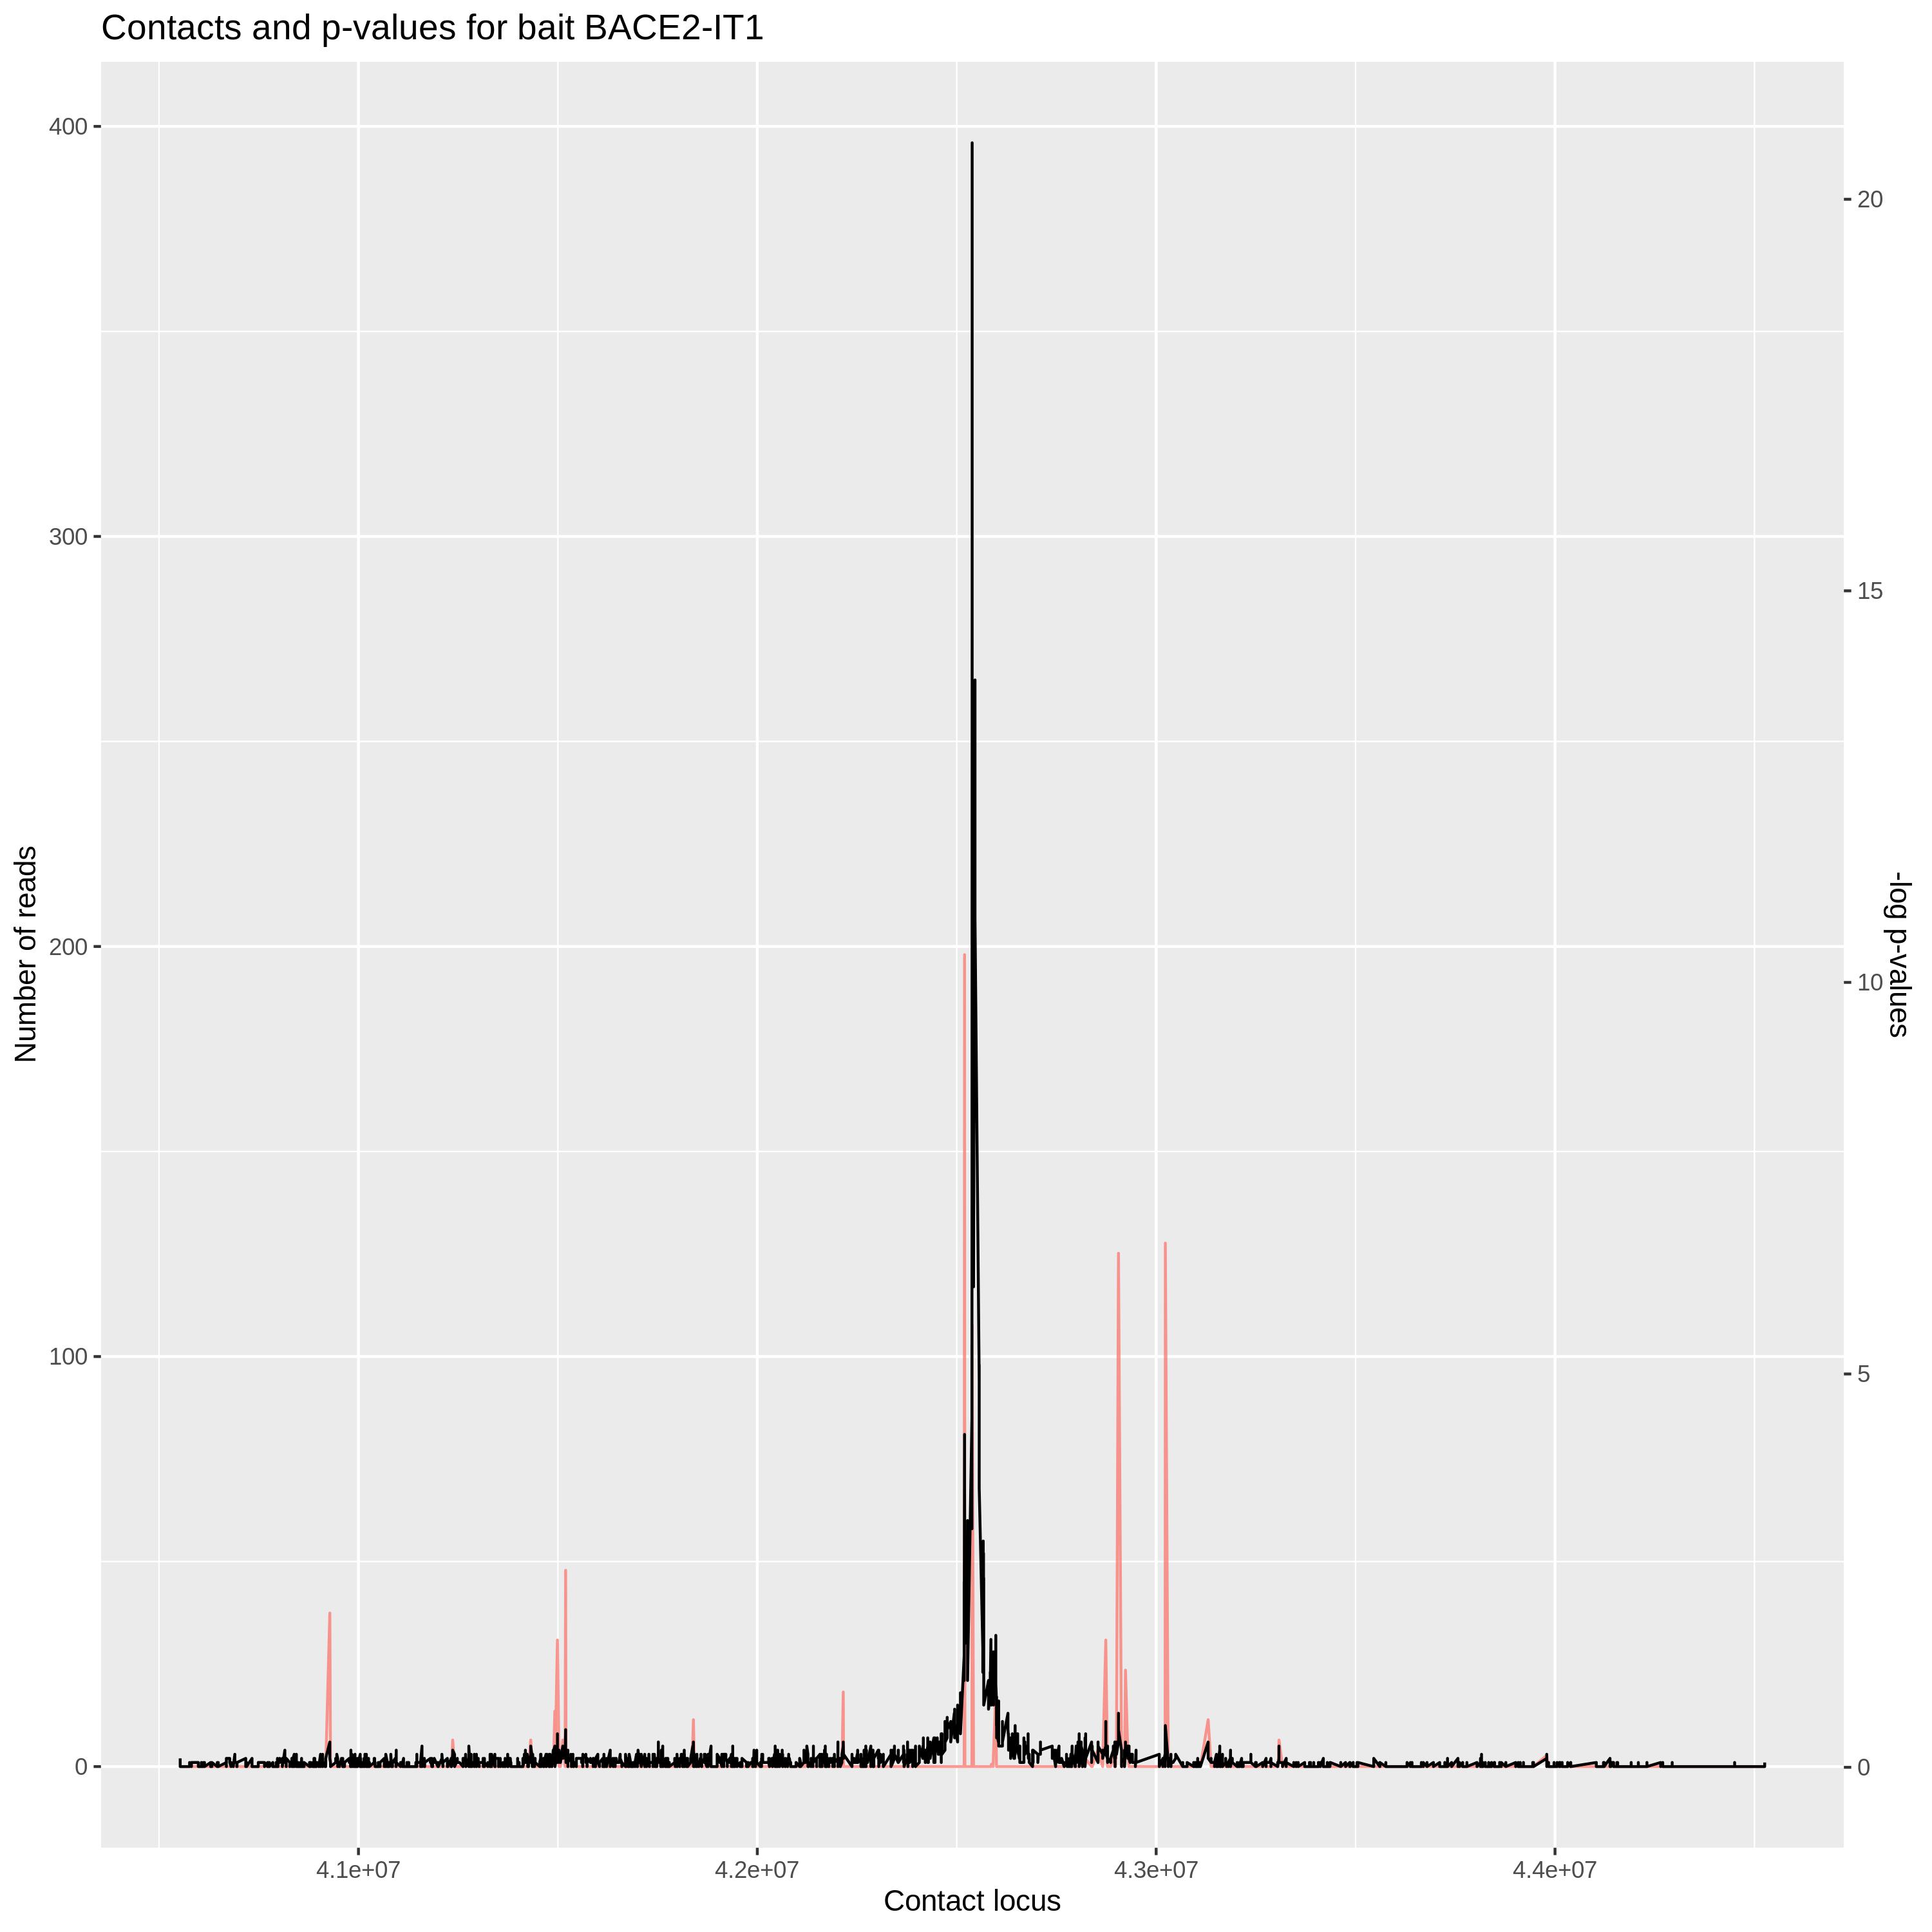 Contacts and p-values for bait BACE2-IT1
400
300
200
100
0
20
15
10
5
0
Number of reads
-log p-values
4.1e+07
4.2e+07
4.3e+07
4.4e+07
Contact locus